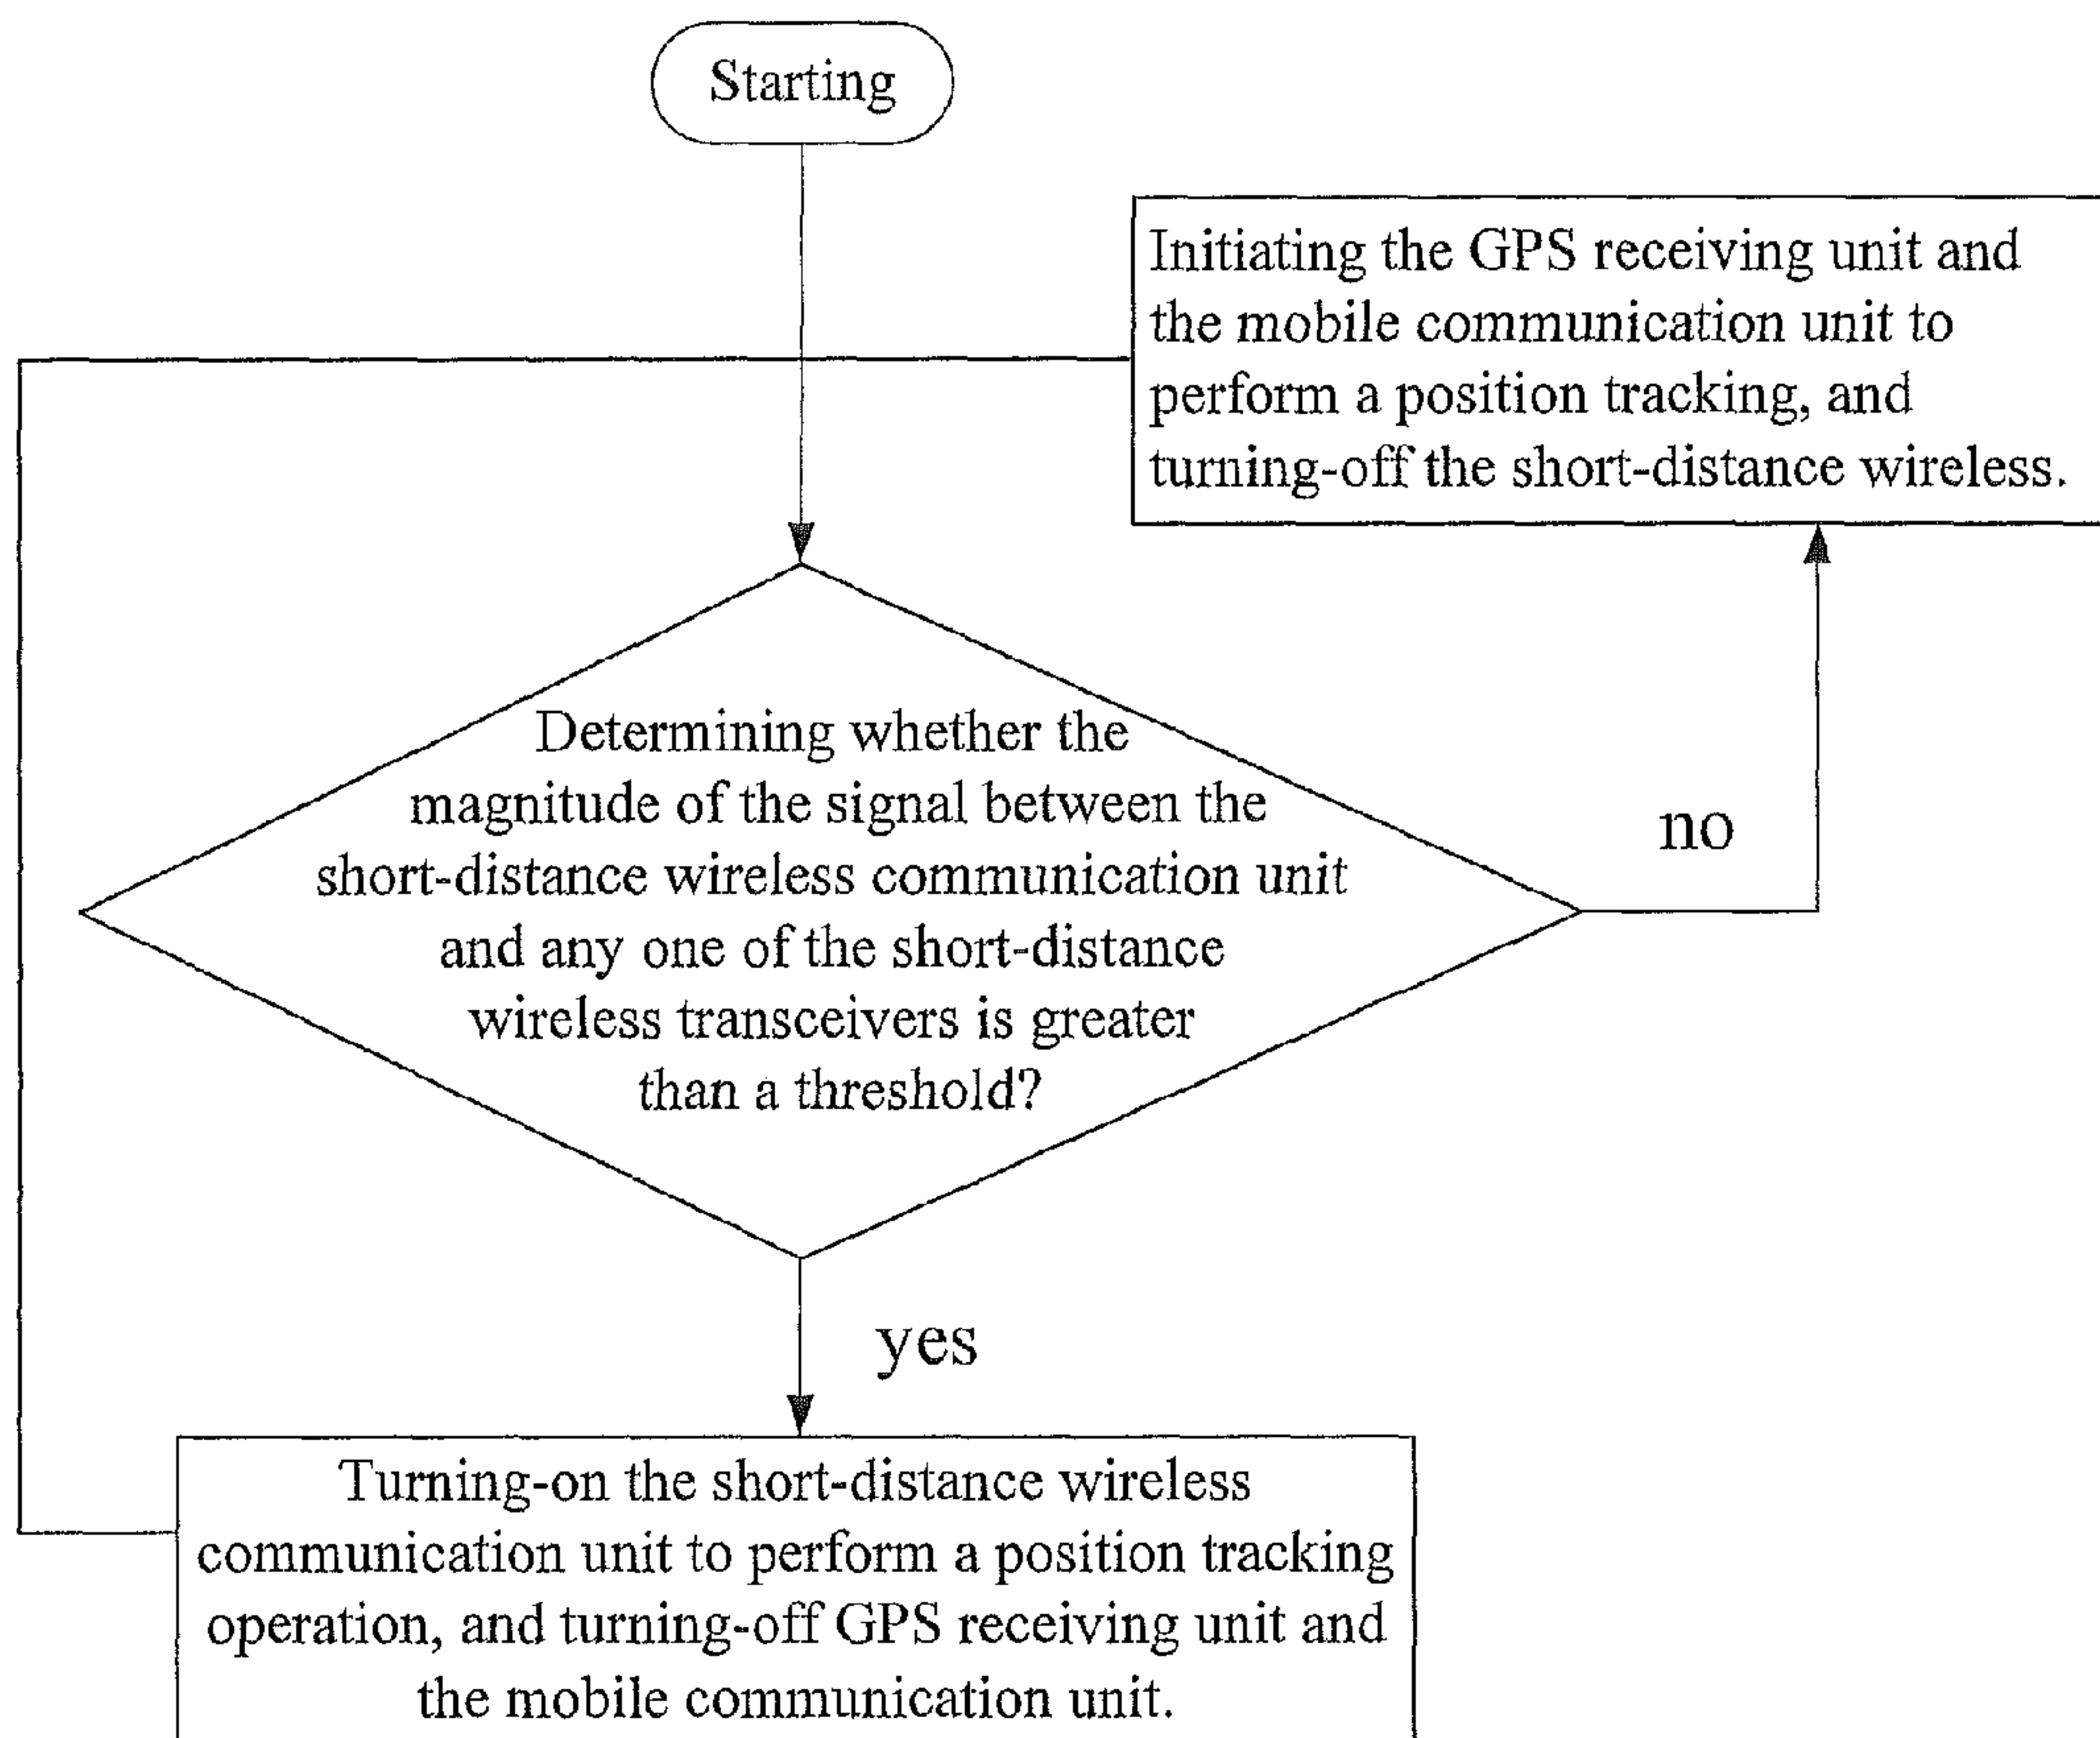 Starting
Initiating the GPS receiving unit and
the mobile communication unit to
perform a position tracking, and
turning-off the short-distance wireless.
Determining whether the
magnitude of the signal between the
short-distance wireless communication unit
and any one of the short-distance
wireless transceivers is greater
than a threshold?
no
yes
Turning-on the short-distance wireless
communication unit to perform a position tracking
operation, and turning-off GPS receiving unit and
the mobile communication unit.